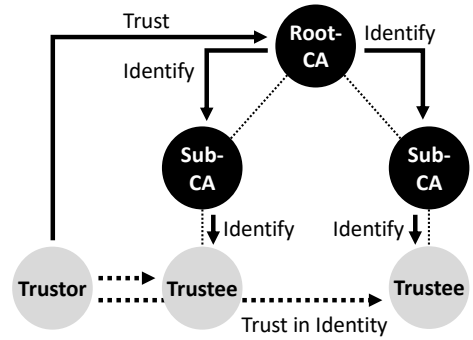 Trust
Root-
CA
Identify
Identify
Sub-
CA
Sub-
CA
Identify
Identify
Trustor
Trustee
Trustee
Trust in Identity